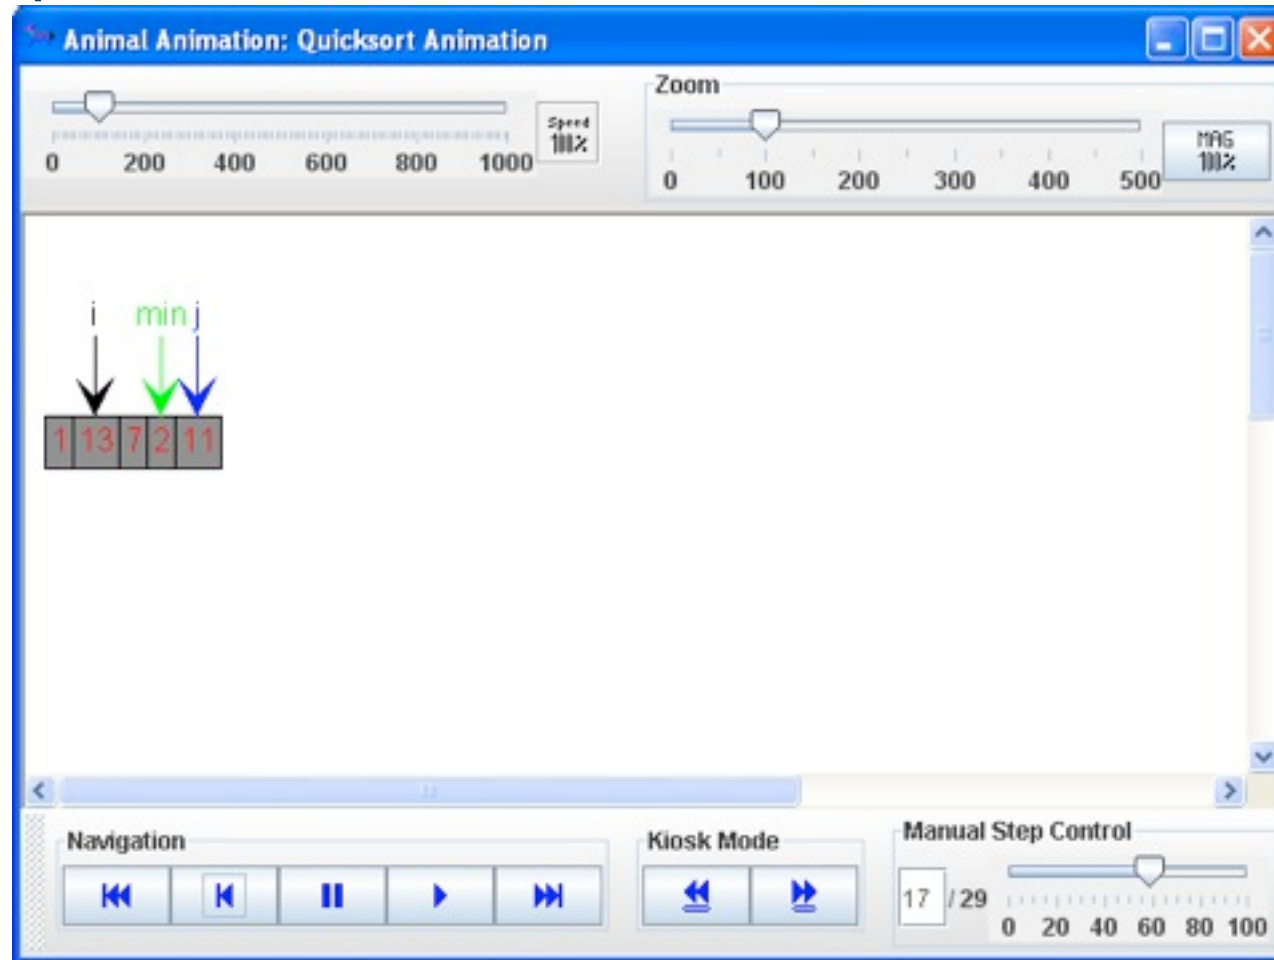 Animal Animation: Quicksort Animation
Zoom
Speed
100%
0 200 400 600 800 1000
MAG
100%
0 100 200 300 400 500
i min j
1 13 7 2 11
Navigation
Kiosk Mode
Manual Step Control
17 / 29
0 20 40 60 80 100